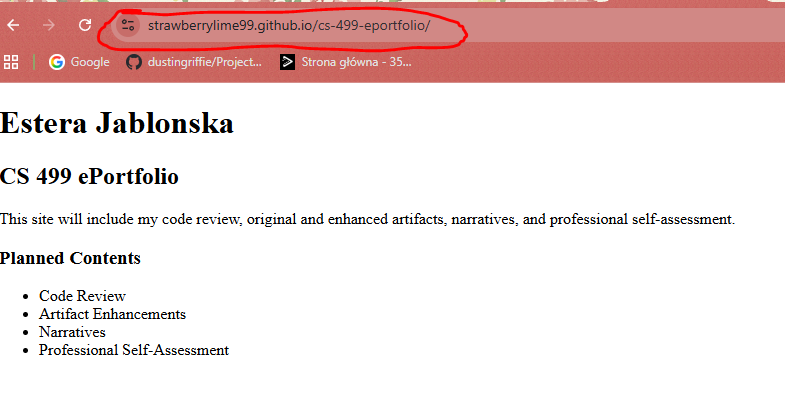 strawberrylime99.github.io/cs-499-eportfolio/
Google dustingriffie/Project... Strona główna - 35...
Estera Jablonska
CS 499 ePortfolio
This site will include my code review, original and enhanced artifacts, narratives, and professional self-assessment.
Planned Contents
• Code Review
• Artifact Enhancements
• Narratives
• Professional Self-Assessment